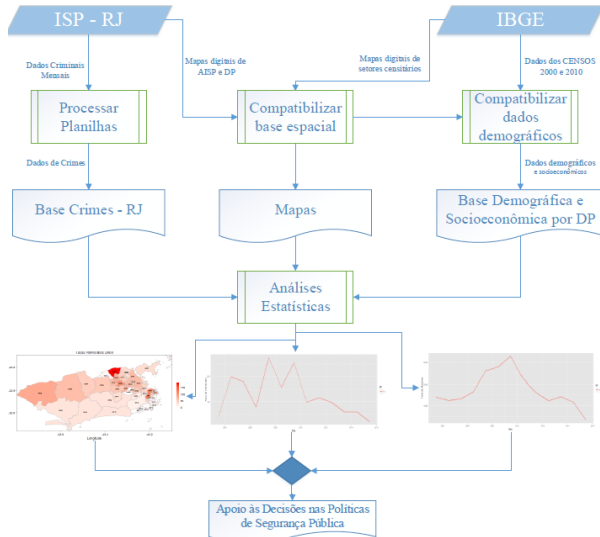 ISP - RJ
IBGE
Dados Criminais
Mensais
Mapas digitais de
AISP e DP
Mapas digitais de
setores censitários
Dados dos CENSOS
2000 e 2010
Processar
Planilhas
Compatibilizar
base espacial
Compatibilizar
dados
demográficos
Dados de Crimes
Dados demográficos
e socioeconômicos
Base Crimes - RJ
Mapas
Base Demográfica e
Socioeconômica por DP
Análises
Estatísticas
Apoio às Decisões nas Políticas
de Segurança Pública